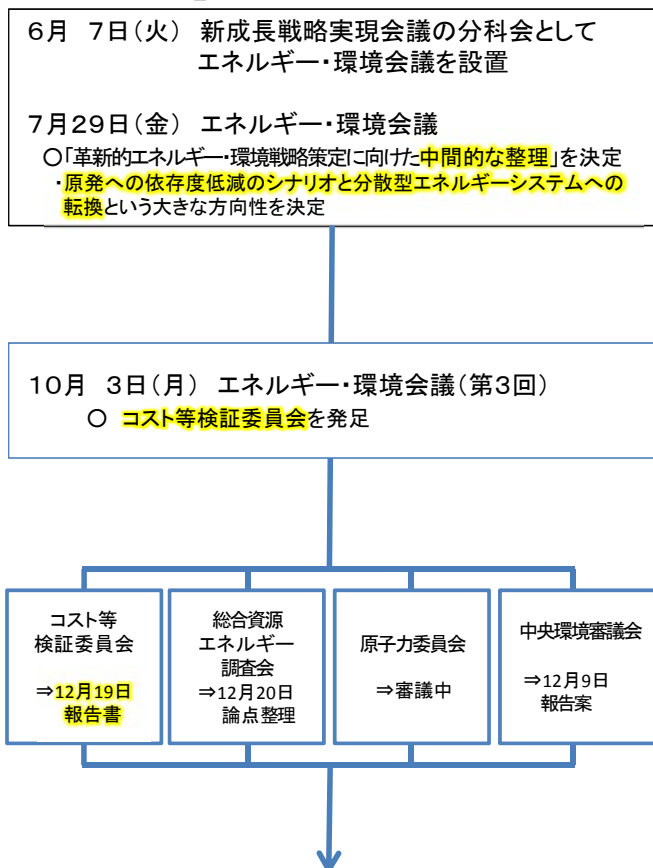 6月　7日(火)　新成長戦略実現会議の分科会として
エネルギー・環境会議を設置
7月29日(金)　エネルギー・環境会議
○「革新的エネルギー・環境戦略策定に向けた中間的な整理」を決定
・原発への依存度低減のシナリオと分散型エネルギーシステムへの
転換という大きな方向性を決定
10月　3日(月)　エネルギー・環境会議(第3回)
○　コスト等検証委員会を発足
コスト等
検証委員会
⇒12月19日
報告書
総合資源
エネルギー
調査会
⇒12月20日
論点整理
原子力委員会
⇒審議中
中央環境審議会
⇒12月9日
報告案